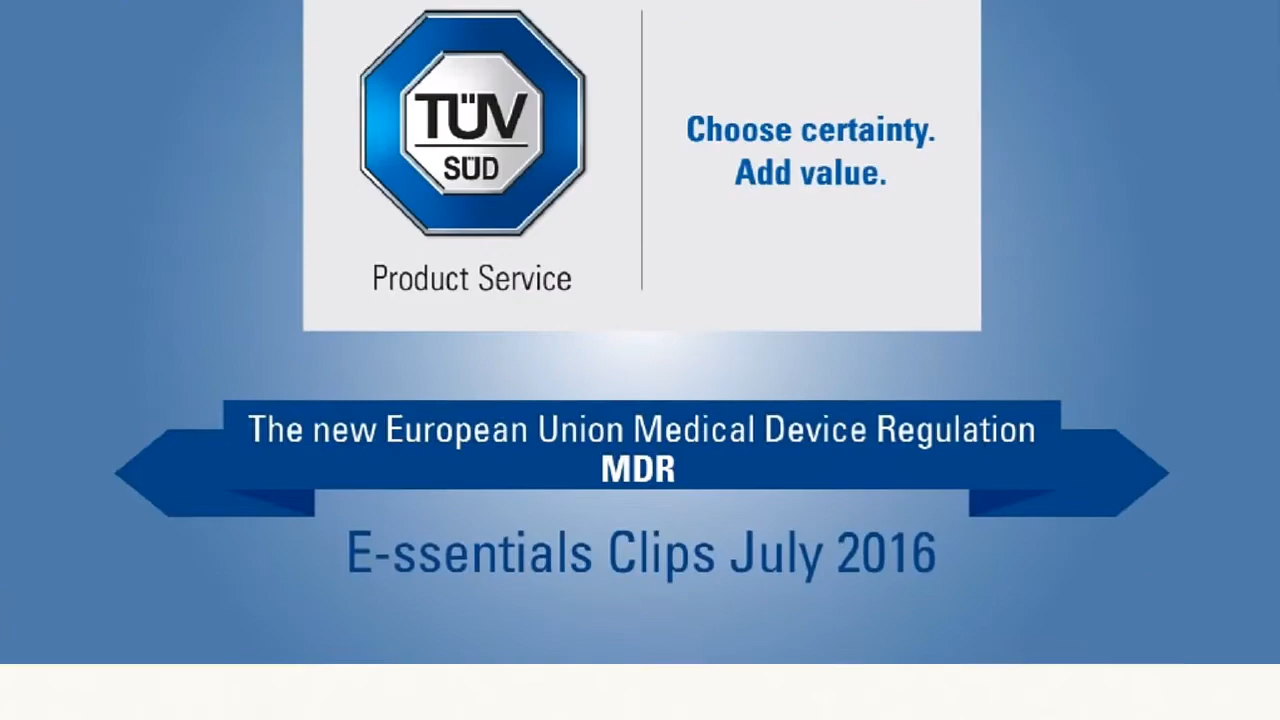 TÜV
SÜD
Product Service
Choose certainty.
Add value.
The new European Union Medical Device Regulation
MDR
E-ssentials Clips July 2016